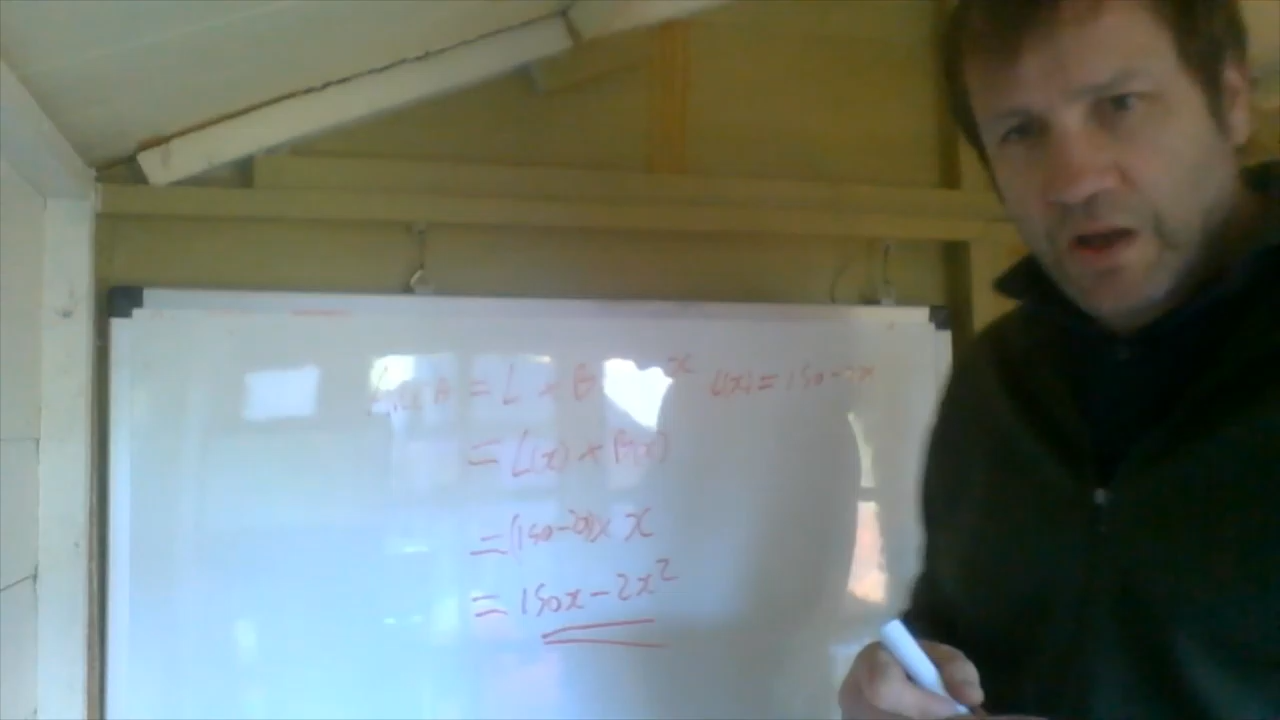 = L × B x L(x) = 150-2x
= L(x) × B(x)
= (150-2x) × x
= 150x - 2x²